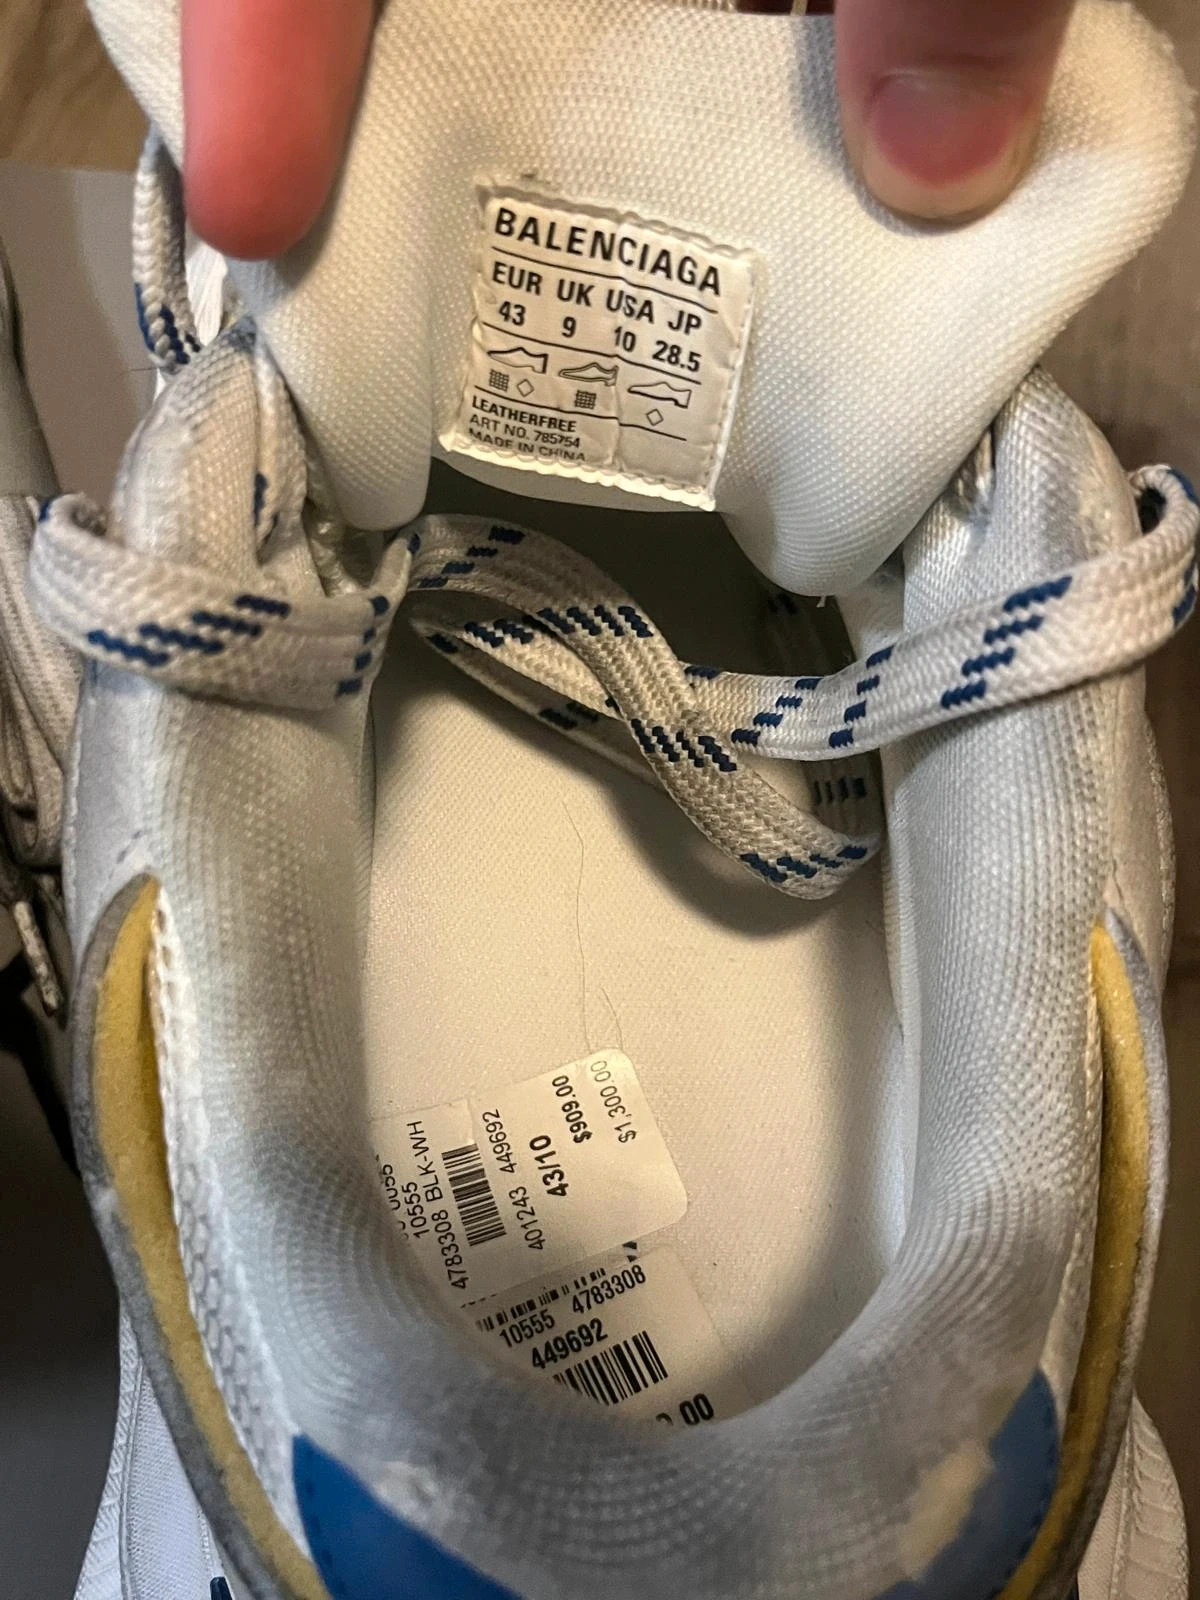 BALENCIAGA
EUR UK USA JP
43 9 10 28.5
LEATHERFREE
ART NO. 785754
MADE IN CHINA
10555
4783308 BLK-WH
401243 449692
43/10
$909.00
$1,300.00
10555 4783308
449692